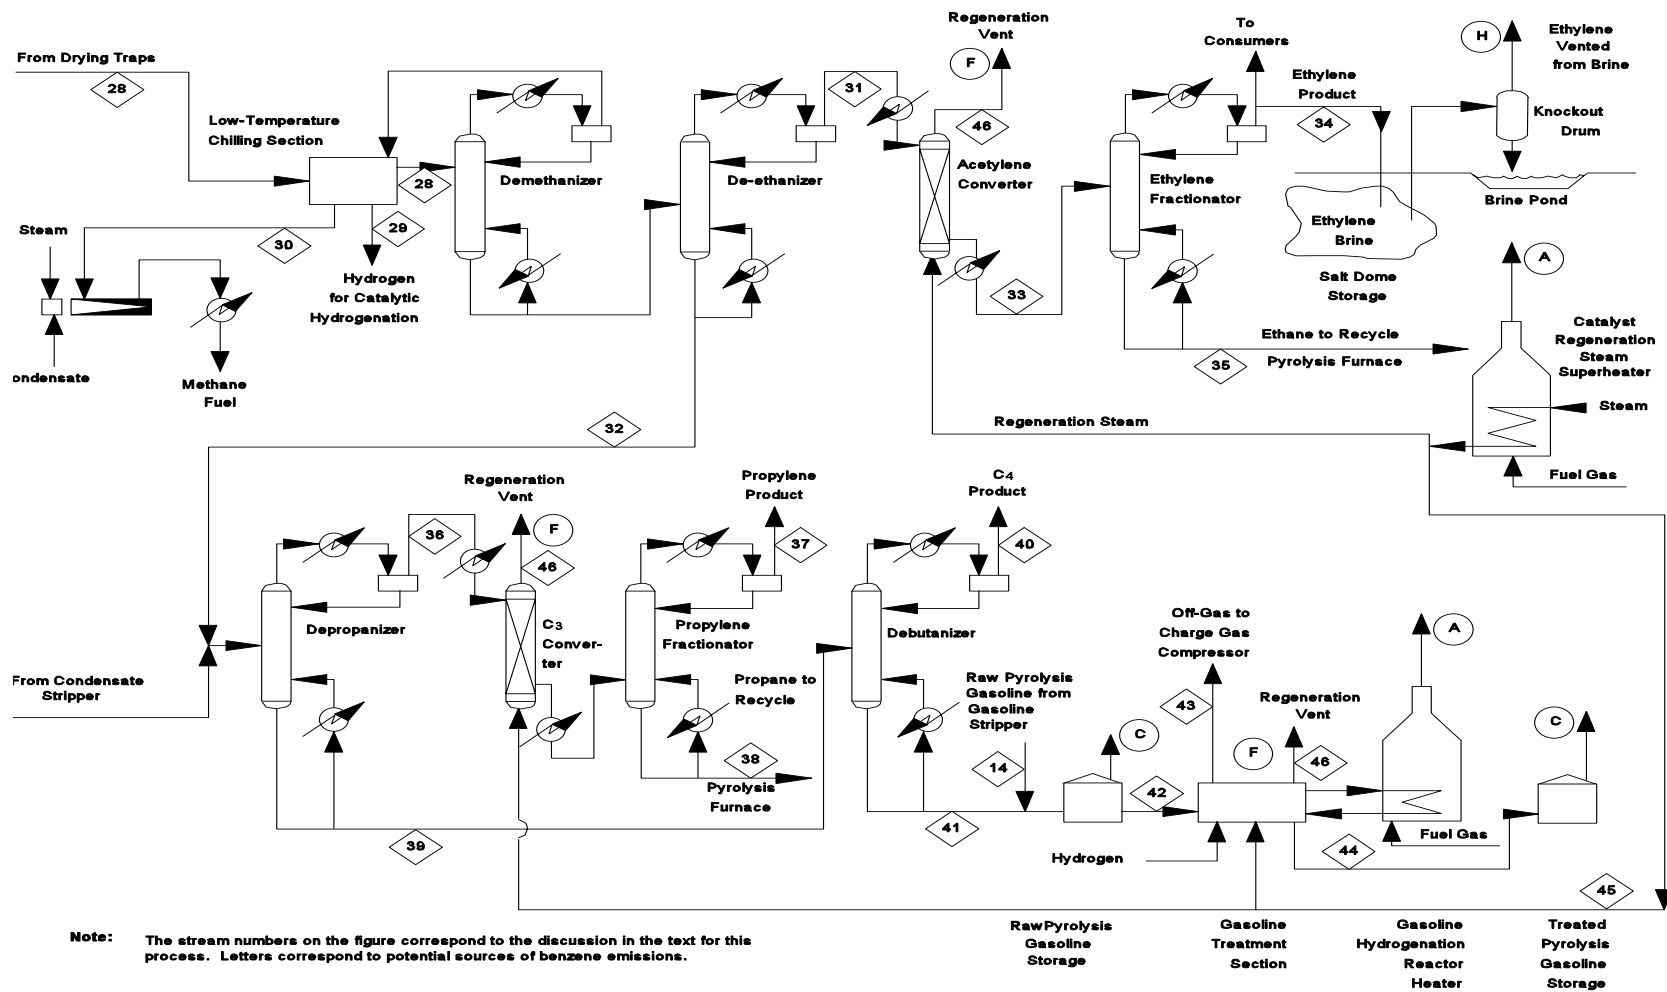 Regeneration
Vent
F
46
To
Consumers
Ethylene
Product
34
H
Ethylene
Vented
from Brine
Knockout
Drum
Brine Pond
From Drying Traps
28
Low-Temperature
Chilling Section
28
29
30
Demethanizer
De-ethanizer
31
Acetylene
Converter
Ethylene
Fractionator
Ethylene
Brine
Salt Dome
Storage
A
Steam
Hydrogen
for Catalytic
Hydrogenation
33
ondensate
Methane
Fuel
Ethane to Recycle
35
Pyrolysis Furnace
Catalyst
Regeneration
Steam
Superheater
Steam
Fuel Gas
32
Regeneration Steam
Regeneration
Vent
F
46
36
Propylene
Product
37
C4
Product
40
Depropanizer
C3
Conver-
ter
Propylene
Fractionator
Debutanizer
Off-Gas to
Charge Gas
Compressor
A
From Condensate
Stripper
Propane to
Recycle
38
Pyrolysis
Furnace
Raw Pyrolysis
Gasoline from
Gasoline
Stripper
14
C
43
Regeneration
Vent
F
46
C
42
41
39
Hydrogen
Fuel Gas
44
45
Note:
The stream numbers on the figure correspond to the discussion in the text for this
process. Letters correspond to potential sources of benzene emissions.
RawPyrolysis
Gasoline
Storage
Gasoline
Treatment
Section
Gasoline
Hydrogenation
Reactor
Heater
Treated
Pyrolysis
Gasoline
Storage